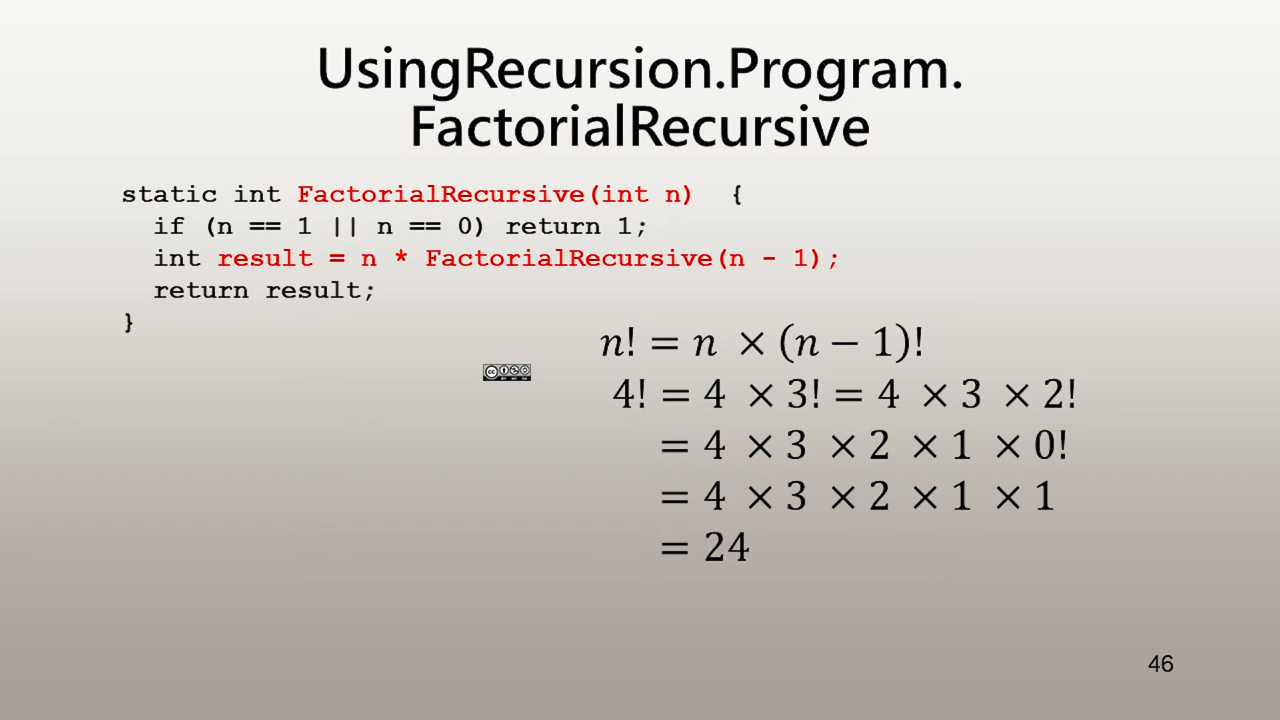 UsingRecursion.Program.
FactorialRecursive
static int FactorialRecursive(int n)  {
  if (n == 1 || n == 0) return 1;
  int result = n * FactorialRecursive(n - 1);
  return result;
}
n! = n × (n − 1)!
4! = 4 × 3! = 4 × 3 × 2!
= 4 × 3 × 2 × 1 × 0!
= 4 × 3 × 2 × 1 × 1
= 24
46